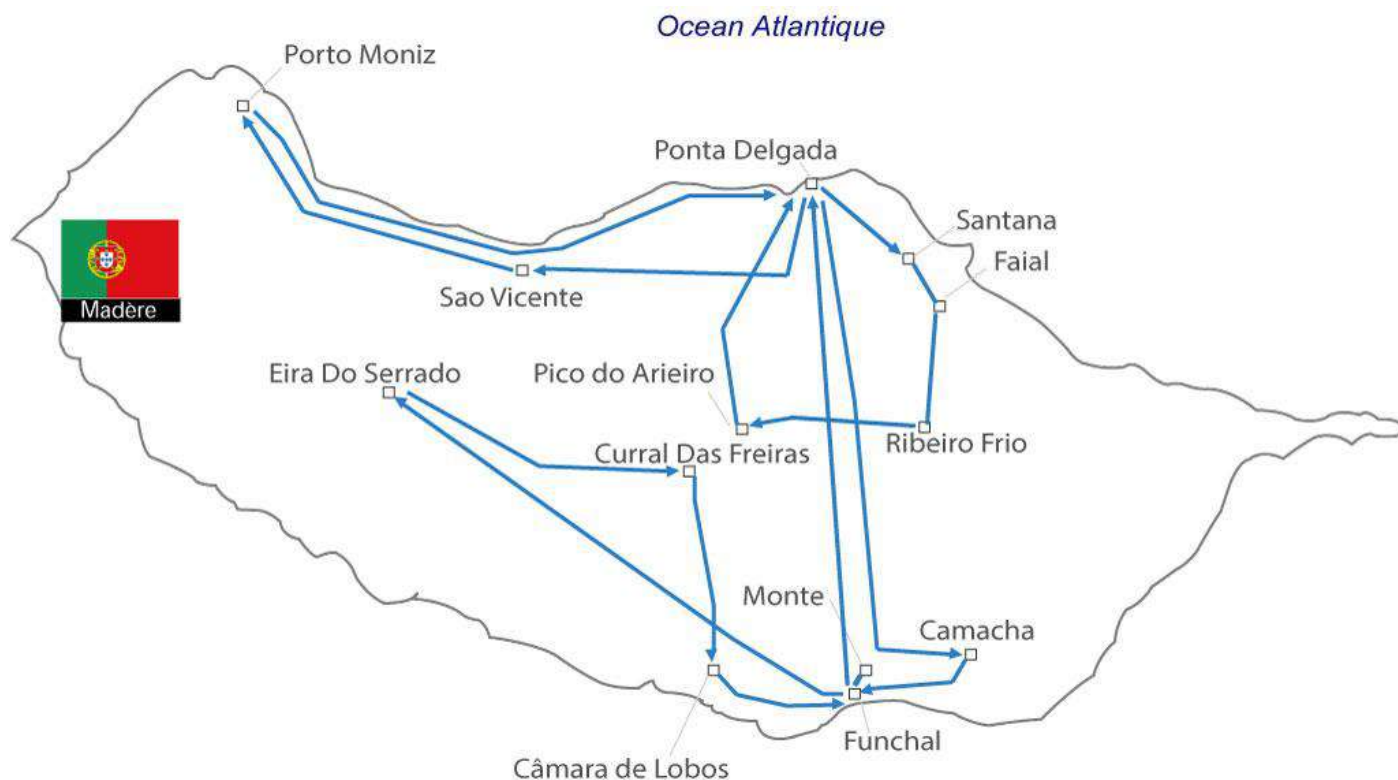 Ocean Atlantique
Porto Moniz
Ponta Delgada
Santana
Faial
Sao Vicente
Madère
Eira Do Serrado
Pico do Arieiro
Ribeiro Frio
Curral Das Freiras
Monte
Camacha
Funchal
Câmara de Lobos